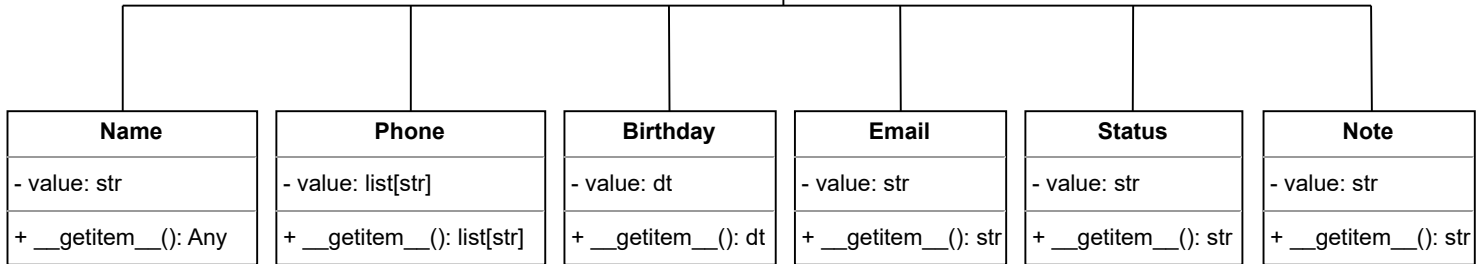 Name
- value: str
+ __getitem__(): Any
Phone
- value: list[str]
+ __getitem__(): list[str]
Birthday
- value: dt
+ __getitem__(): dt
Email
- value: str
+ __getitem__(): str
Status
- value: str
+ __getitem__(): str
Note
- value: str
+ __getitem__(): str